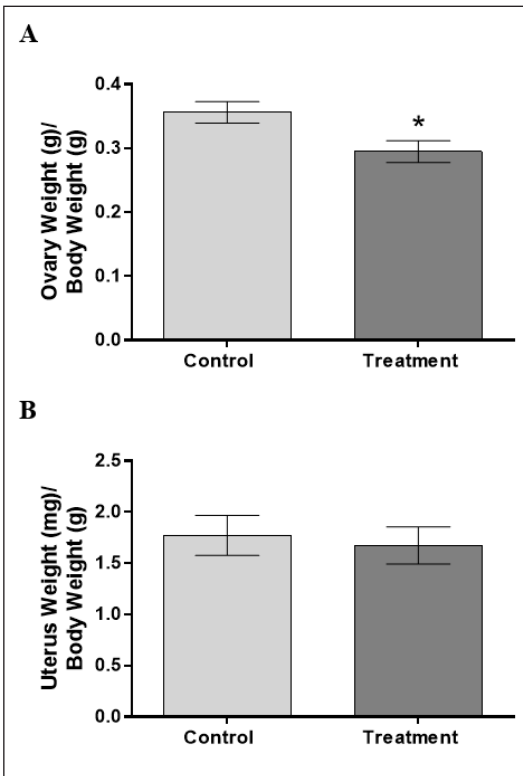 A
Ovary Weight (g)/
Body Weight (g)
0.4
0.3
0.2
0.1
0.0
*
Control
Treatment
B
Uterus Weight (mg)/
Body Weight (g)
2.5
2.0
1.5
1.0
0.5
0.0
Control
Treatment